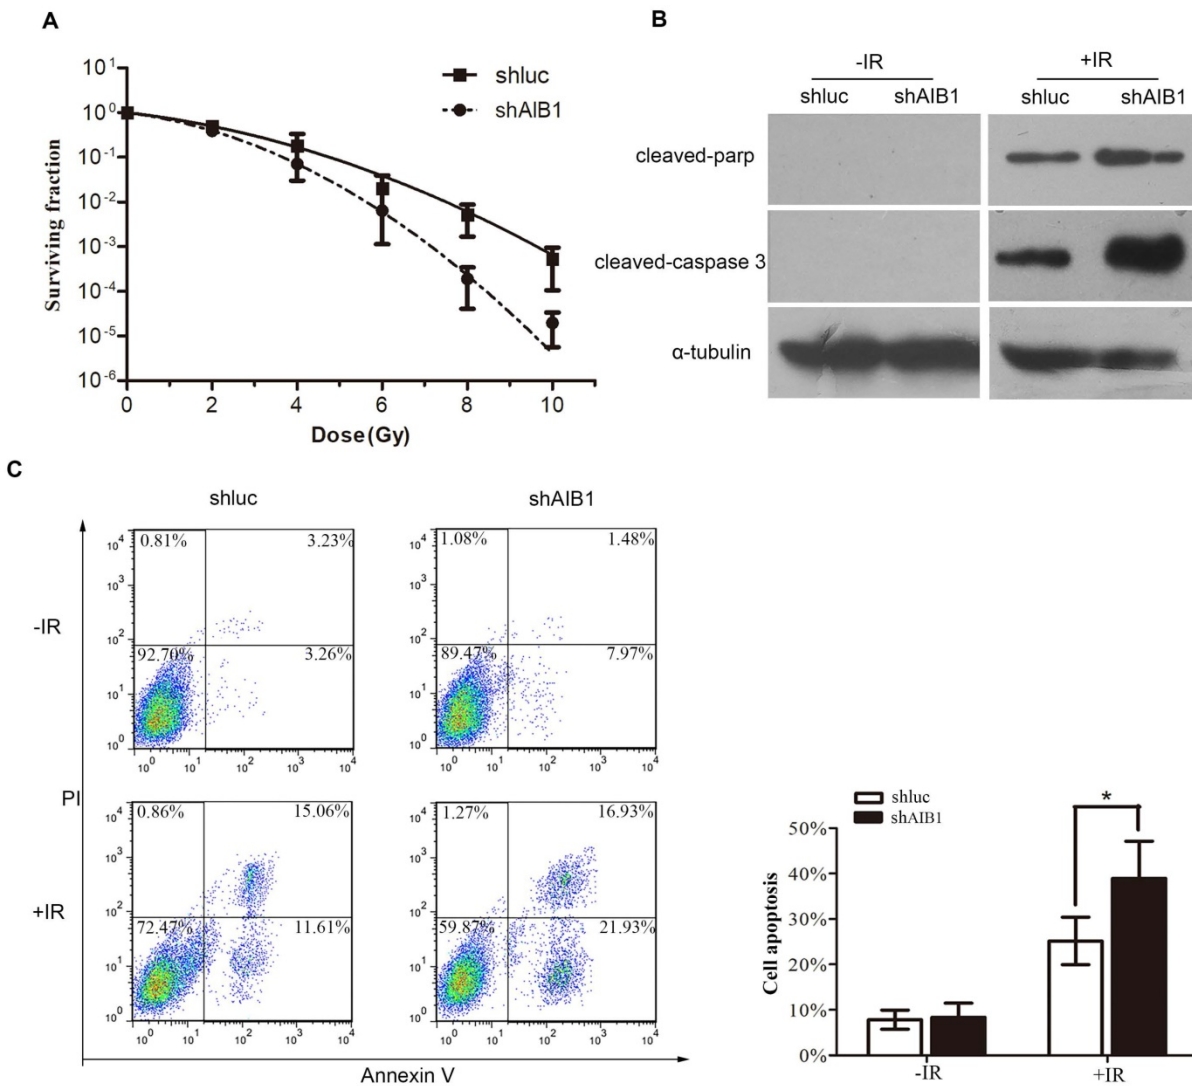 A
10^1
10^0
10^-1
10^-2
10^-3
10^-4
10^-5
10^-6
Surviving fraction
shluc
shAIB1
0 2 4 6 8 10
Dose(Gy)
B
-IR +IR
shluc shAIB1 shluc shAIB1
cleaved-parp
cleaved-caspase 3
α-tubulin
C
shluc shAIB1
-IR
10^4
10^3
10^2
10^1
10^0
0.81% 3.23%
92.70% 3.26%
10^0 10^1 10^2 10^3 10^4
10^4
10^3
10^2
10^1
10^0
1.08% 1.48%
89.47% 7.97%
10^0 10^1 10^2 10^3 10^4
PI
+IR
10^4
10^3
10^2
10^1
10^0
0.86% 15.06%
72.47% 11.61%
10^0 10^1 10^2 10^3 10^4
10^4
10^3
10^2
10^1
10^0
1.27% 16.93%
59.87% 21.93%
10^0 10^1 10^2 10^3 10^4
Annexin V
shluc
shAIB1
*
50%
40%
30%
20%
10%
0%
Cell apoptosis
-IR +IR